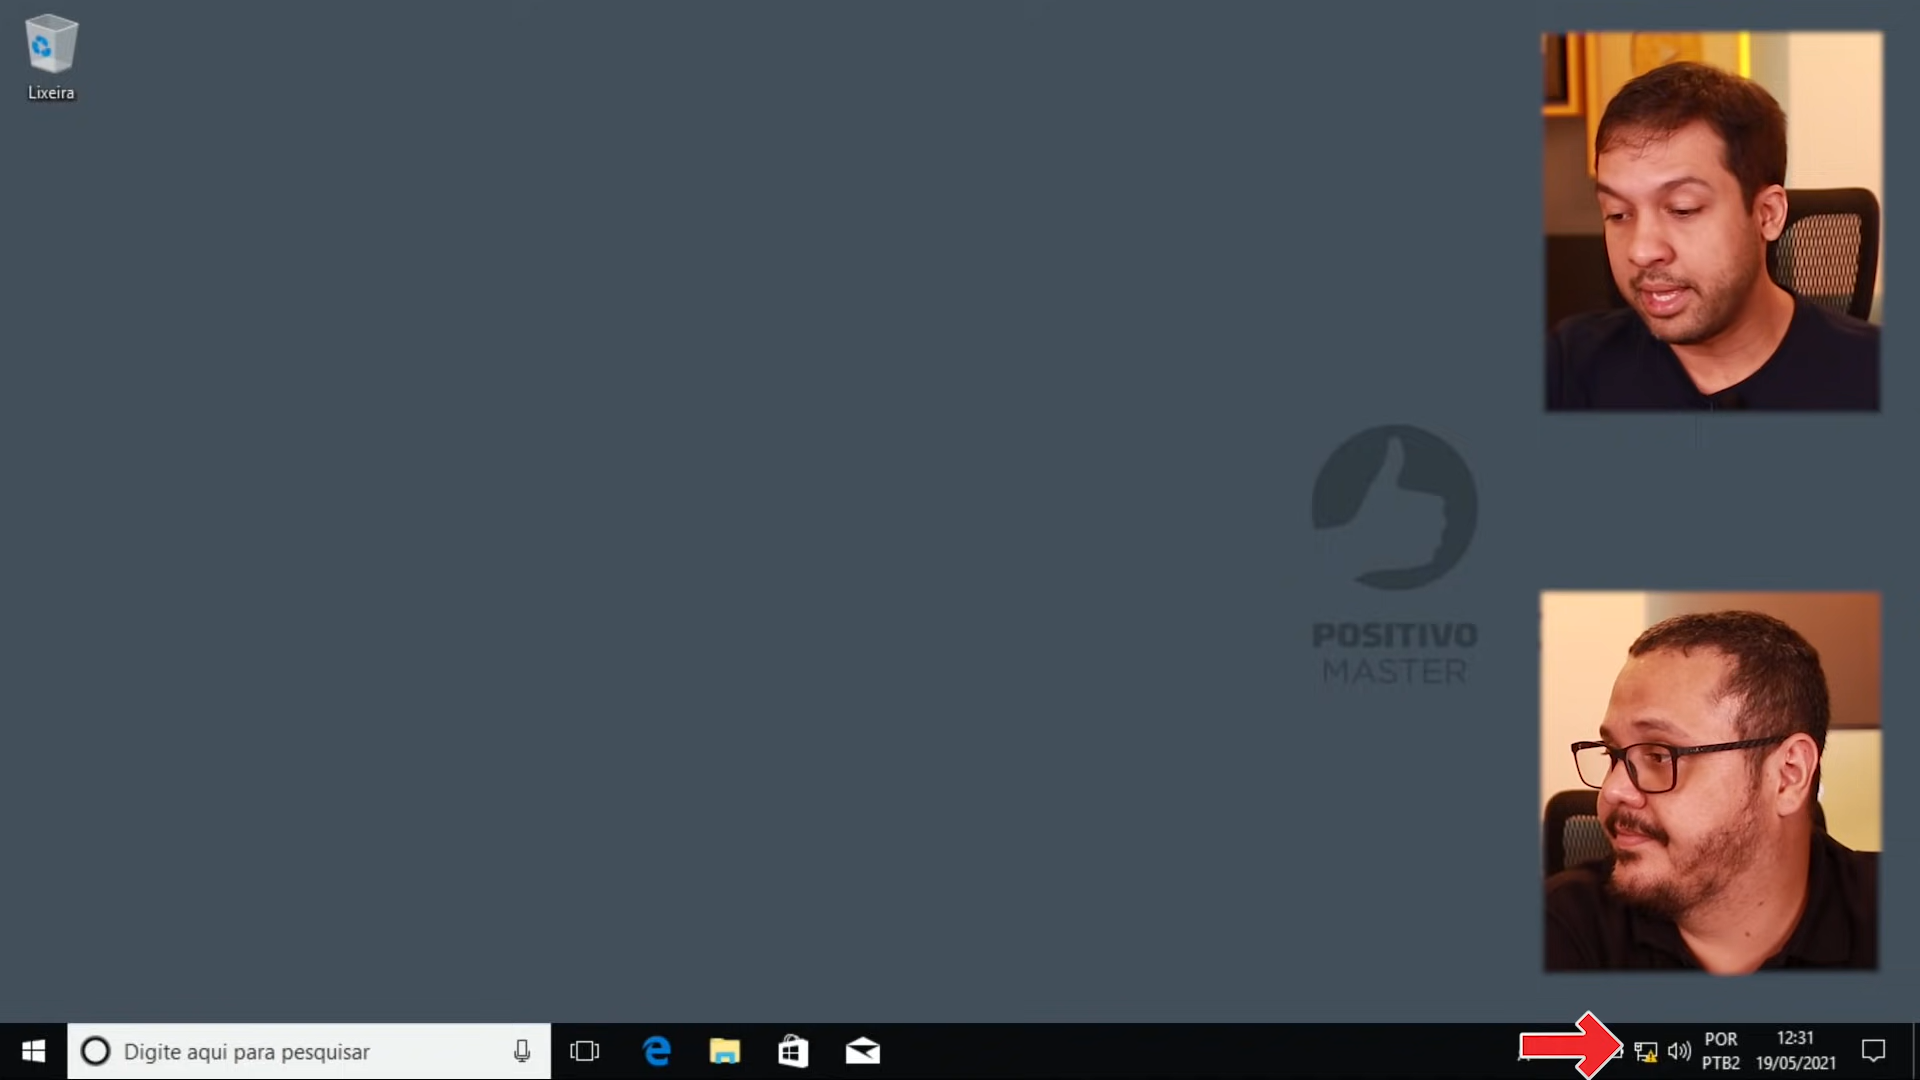 Lixeira
POSITIVO
MASTER
Digite aqui para pesquisar
POR
PTB2
12:31
19/05/2021